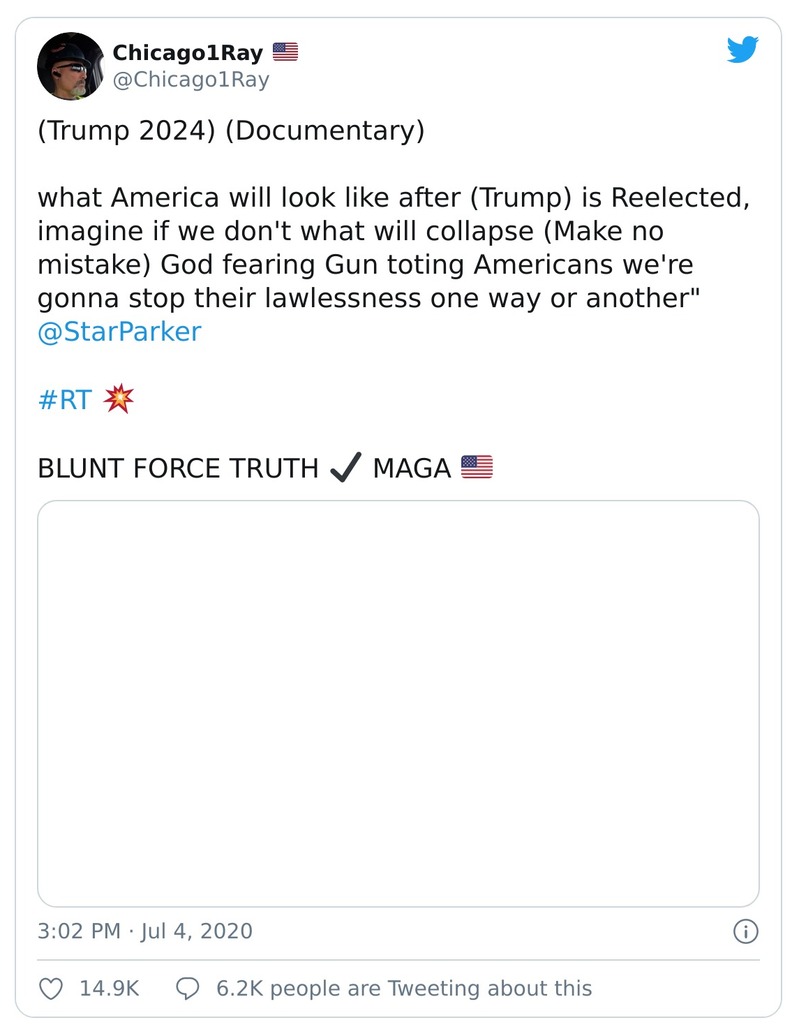 Chicago1Ray 🇺🇸
@Chicago1Ray
(Trump 2024) (Documentary)
what America will look like after (Trump) is Reelected,
imagine if we don't what will collapse (Make no
mistake) God fearing Gun toting Americans we're
gonna stop their lawlessness one way or another"
@StarParker
#RT 💥
BLUNT FORCE TRUTH ✔️ MAGA 🇺🇸
3:02 PM · Jul 4, 2020
14.9K 6.2K people are Tweeting about this